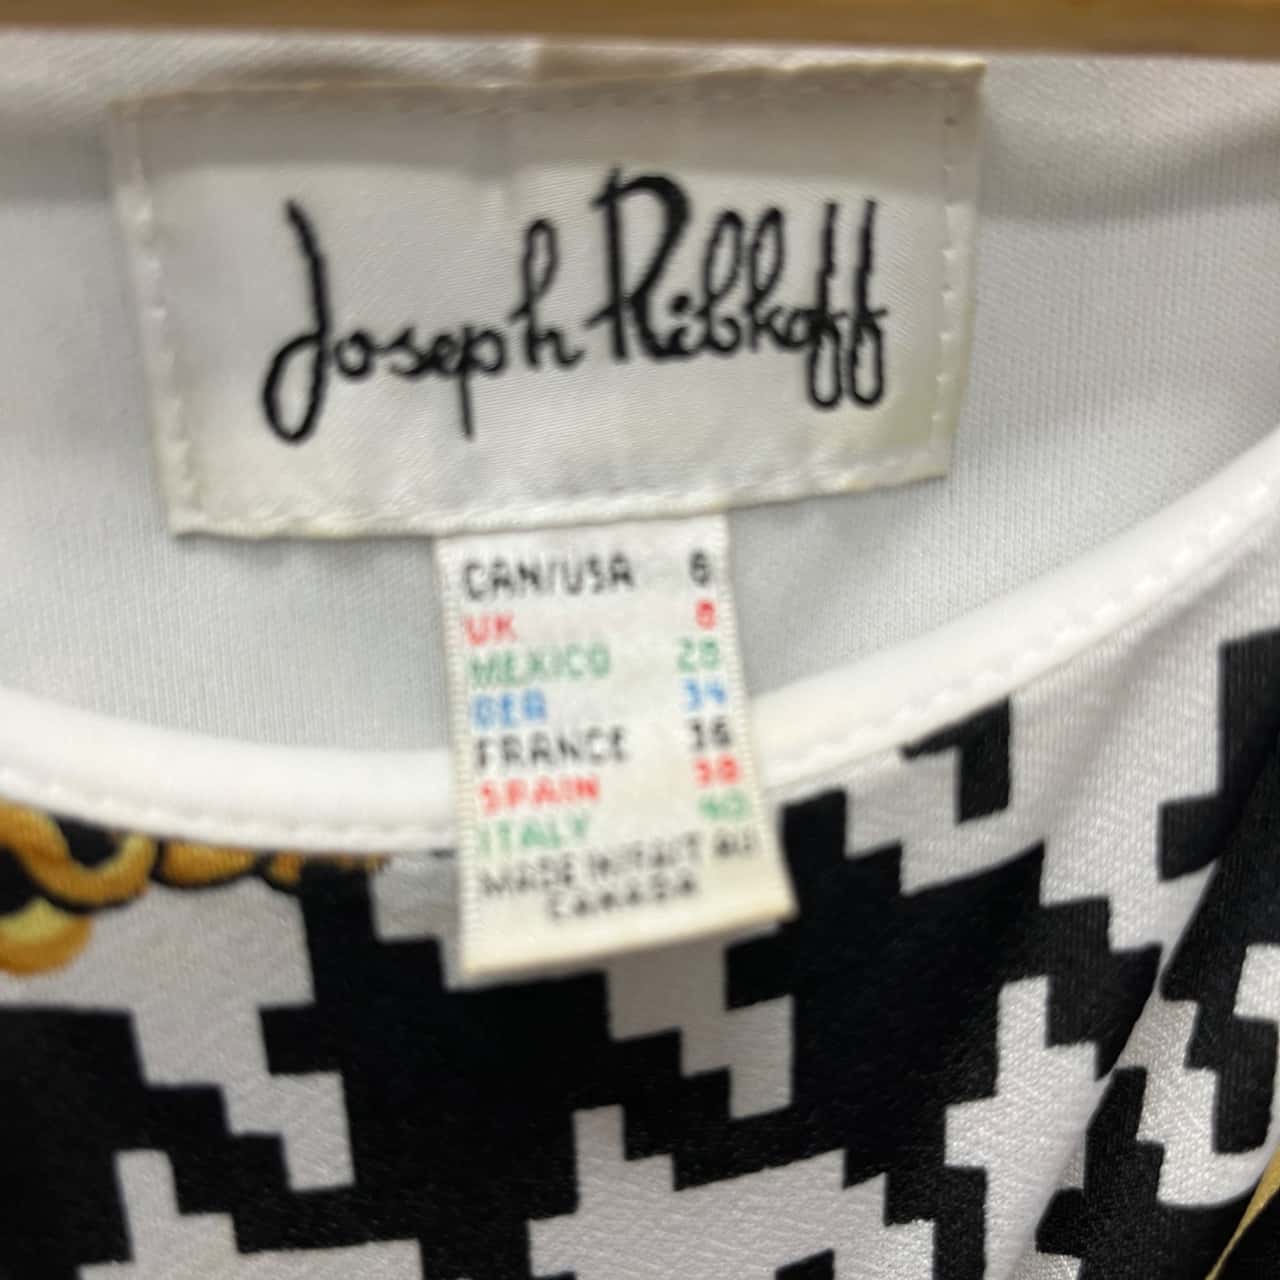 Joseph Ribkoff
CAN/USA 6
UK 8
MEXICO 28
DER 34
FRANCE 36
SPAIN 38
ITALY 40
MADE IN/FAIT AU
CANADA